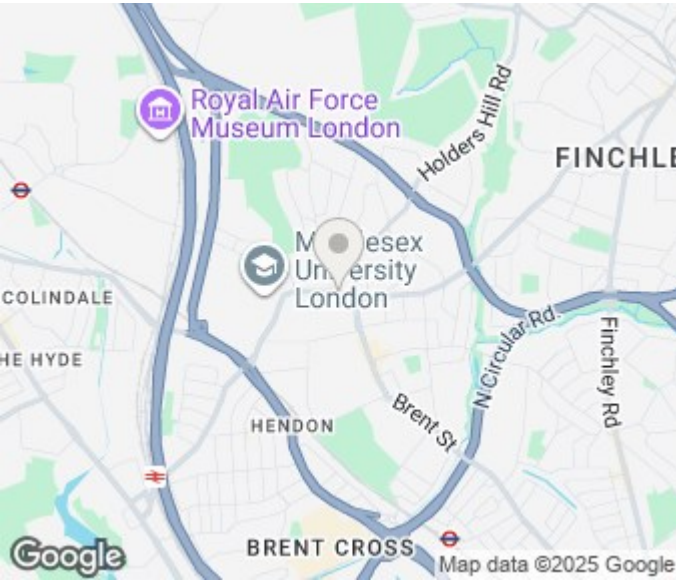 Royal Air Force
Museum London
Holders Hill Rd
FINCHLE
Middlesex
University
London
COLINDALE
HE HYDE
N Circular Rd.
Finchley Rd
Brent St
HENDON
BRENT CROSS
Google
Map data ©2025 Google